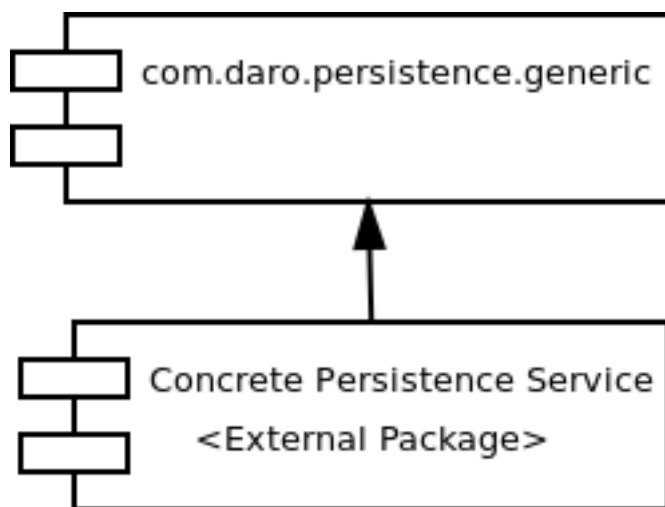 com.daro.persistence.generic
Concrete Persistence Service
<External Package>